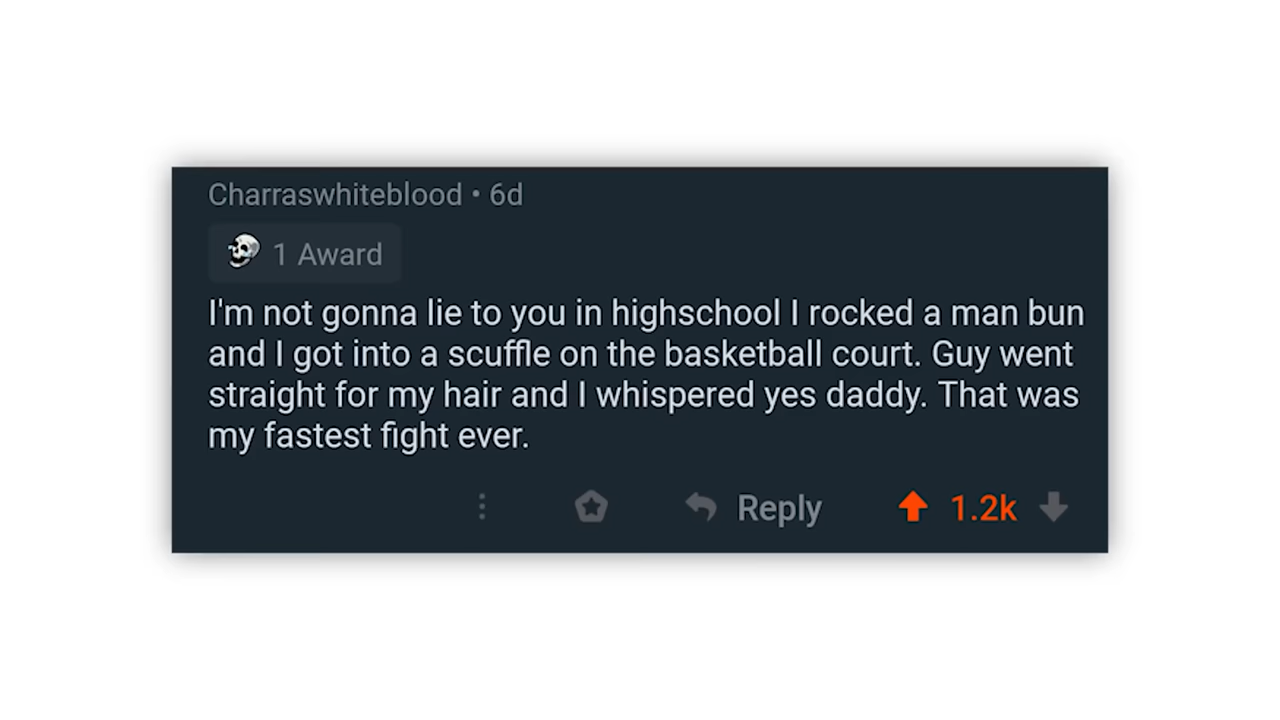 Charraswhiteblood • 6d
1 Award
I'm not gonna lie to you in highschool I rocked a man bun
and I got into a scuffle on the basketball court. Guy went
straight for my hair and I whispered yes daddy. That was
my fastest fight ever.
Reply 1.2k